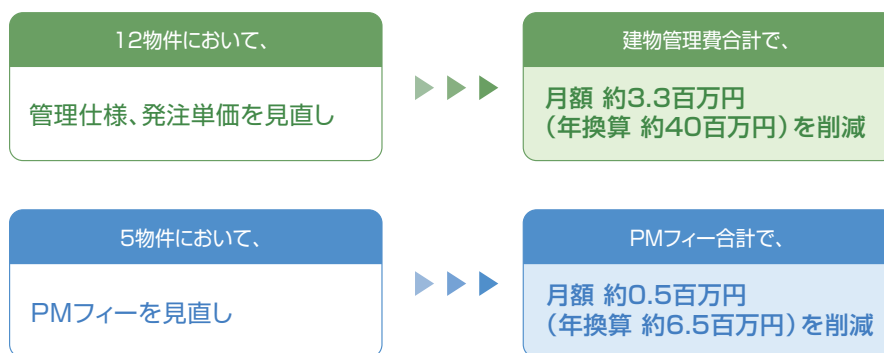 12物件において、
管理仕様、発注単価を見直し
建物管理費合計で、
月額 約3.3百万円
（年換算 約40百万円）を削減
5物件において、
PMフィーを見直し
PMフィー合計で、
月額 約0.5百万円
（年換算 約6.5百万円）を削減